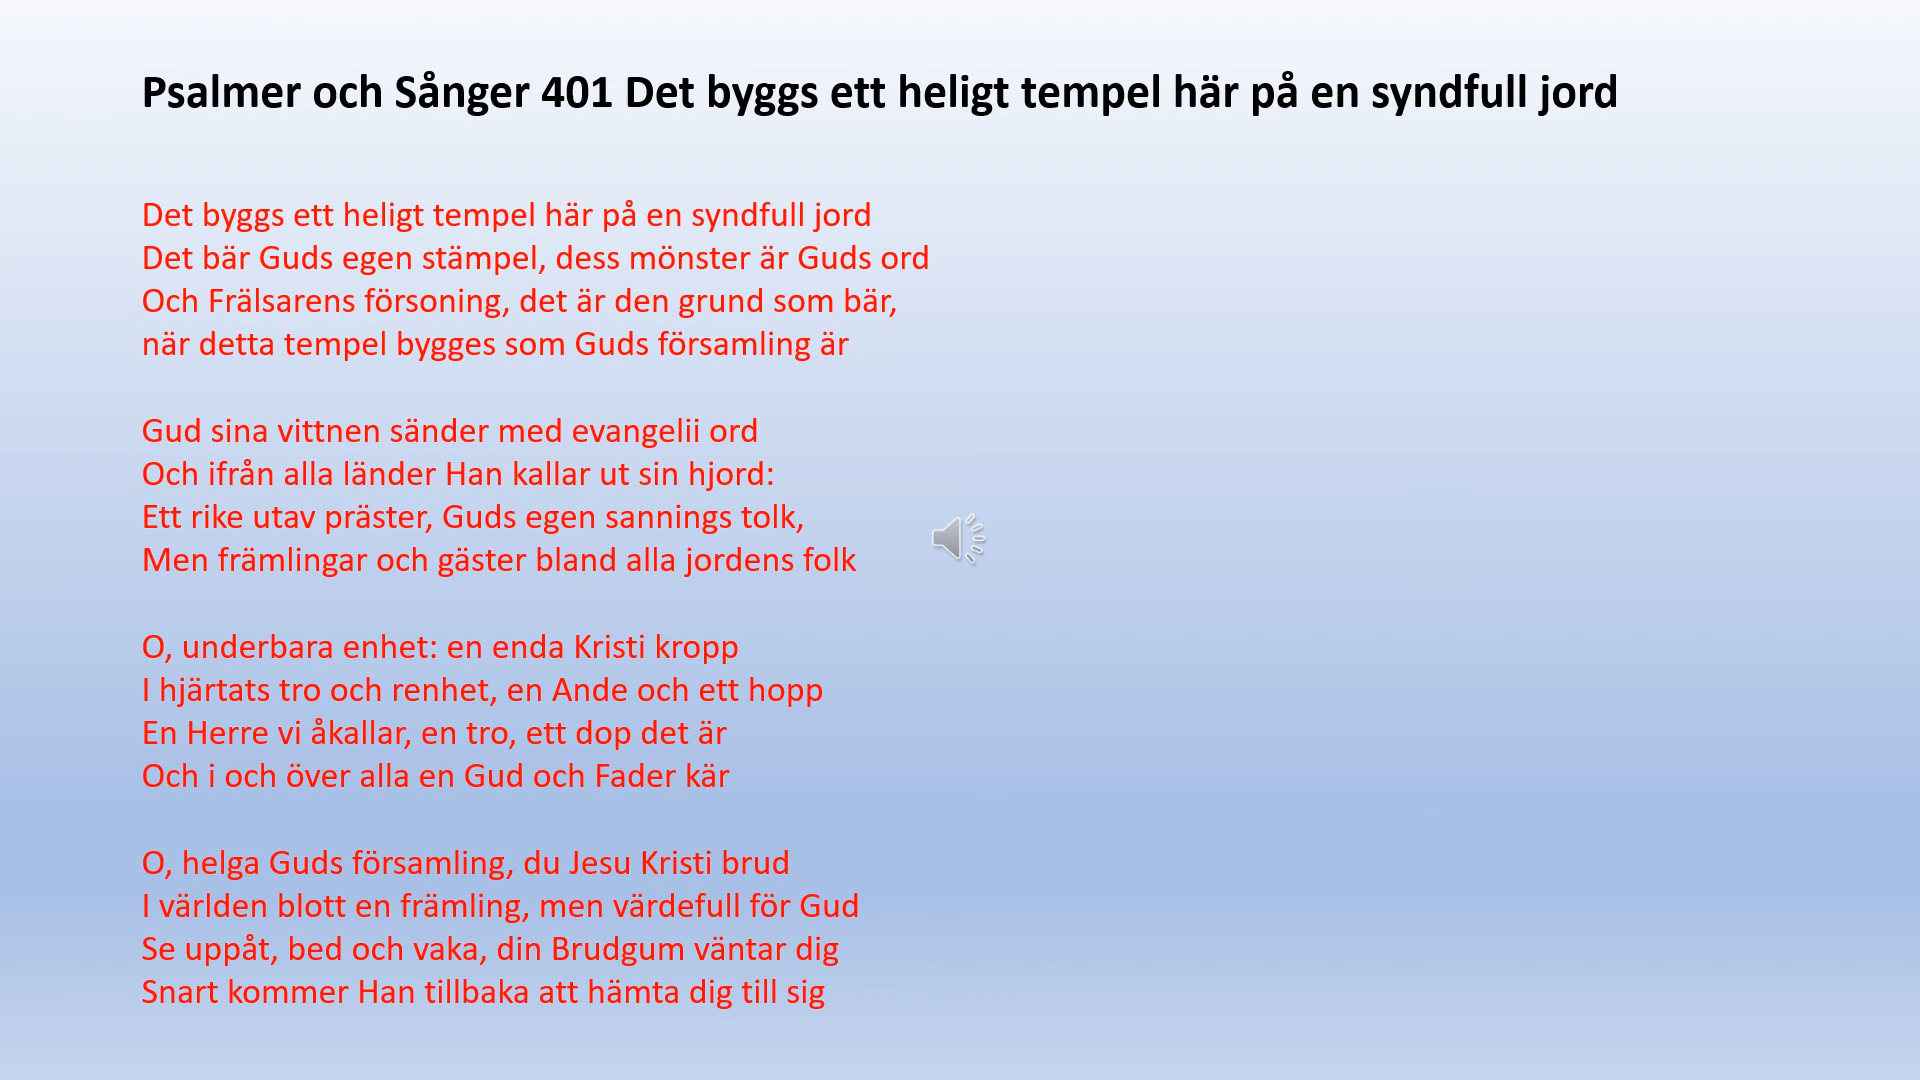 Psalmer och Sånger 401 Det byggs ett heligt tempel här på en syndfull jord
Det byggs ett heligt tempel här på en syndfull jord
Det bär Guds egen stämpel, dess mönster är Guds ord
Och Frälsarens försoning, det är den grund som bär,
när detta tempel bygges som Guds församling är
Gud sina vittnen sänder med evangelii ord
Och ifrån alla länder Han kallar ut sin hjord:
Ett rike utav präster, Guds egen sannings tolk,
Men främlingar och gäster bland alla jordens folk
O, underbara enhet: en enda Kristi kropp
I hjärtats tro och renhet, en Ande och ett hopp
En Herre vi åkallar, en tro, ett dop det är
Och i och över alla en Gud och Fader kär
O, helga Guds församling, du Jesu Kristi brud
I världen blott en främling, men värdefull för Gud
Se uppåt, bed och vaka, din Brudgum väntar dig
Snart kommer Han tillbaka att hämta dig till sig